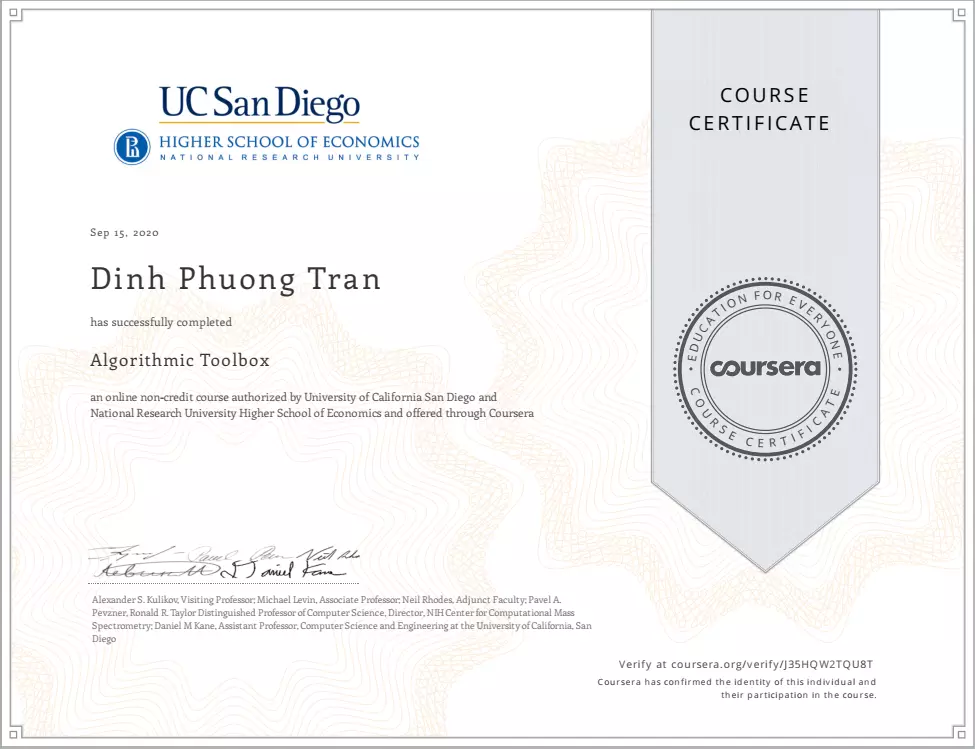 UC San Diego
HIGHER SCHOOL OF ECONOMICS
NATIONAL RESEARCH UNIVERSITY
COURSE
CERTIFICATE
Sep 15, 2020
Dinh Phuong Tran
has successfully completed
Algorithmic Toolbox
an online non-credit course authorized by University of California San Diego and
National Research University Higher School of Economics and offered through Coursera
EDUCATION FOR EVERYONE
coursera
COURSE CERTIFICATE
Alexander S. Kulikov, Visiting Professor; Michael Levin, Associate Professor; Neil Rhodes, Adjunct Faculty; Pavel A.
Pevzner, Ronald R. Taylor Distinguished Professor of Computer Science, Director, NIH Center for Computational Mass
Spectrometry; Daniel M Kane, Assistant Professor, Computer Science and Engineering at the University of California, San
Diego
Verify at coursera.org/verify/J35HQW2TQU8T
Coursera has confirmed the identity of this individual and
their participation in the course.